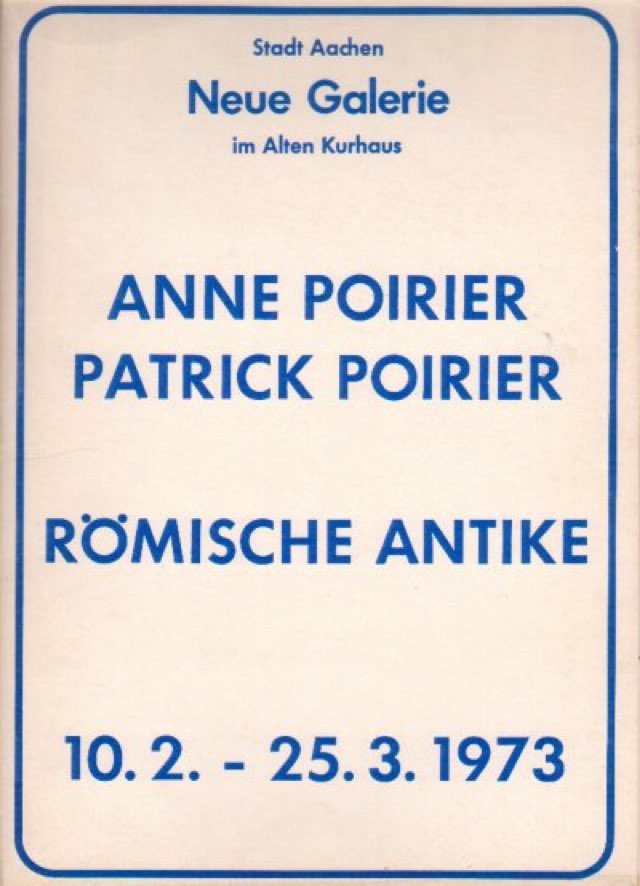 Stadt Aachen
Neue Galerie
im Alten Kurhaus
ANNE POIRIER
PATRICK POIRIER
RÖMISCHE ANTIKE
10. 2. - 25. 3. 1973